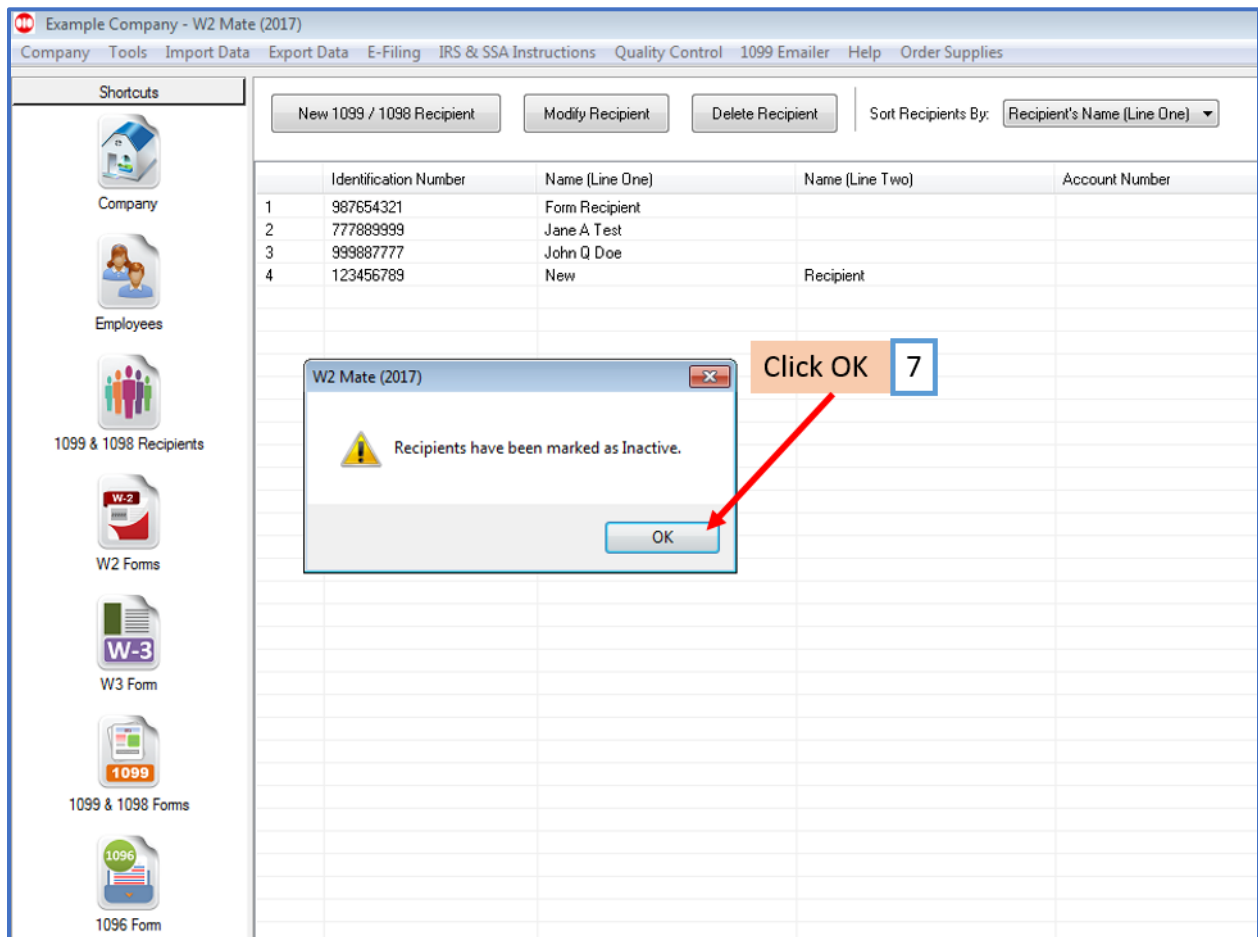 Example Company - W2 Mate (2017)
Company Tools Import Data Export Data E-Filing IRS & SSA Instructions Quality Control 1099 Emailer Help Order Supplies
Shortcuts
New 1099 / 1098 Recipient Modify Recipient Delete Recipient Sort Recipients By: Recipient's Name (Line One)
Identification Number Name (Line One) Name (Line Two) Account Number
1 987654321 Form Recipient
2 777889999 Jane A Test
3 999887777 John Q Doe
4 123456789 New Recipient
Company
Employees
1099 & 1098 Recipients
W-2
W2 Forms
W-3
W3 Form
1099
1099 & 1098 Forms
1096
1096 Form
W2 Mate (2017)
Recipients have been marked as Inactive.
OK
Click OK 7